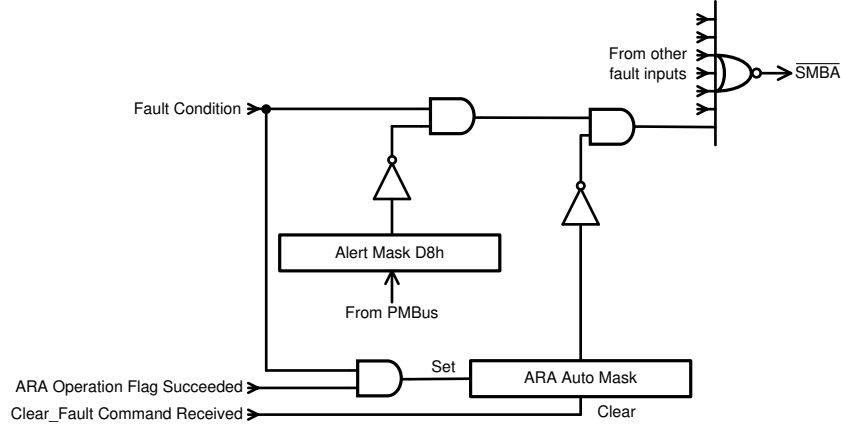 From other
fault inputs
SMBA
Fault Condition
Alert Mask D8h
From PMBus
Set
ARA Auto Mask
ARA Operation Flag Succeeded
Clear_Fault Command Received
Clear